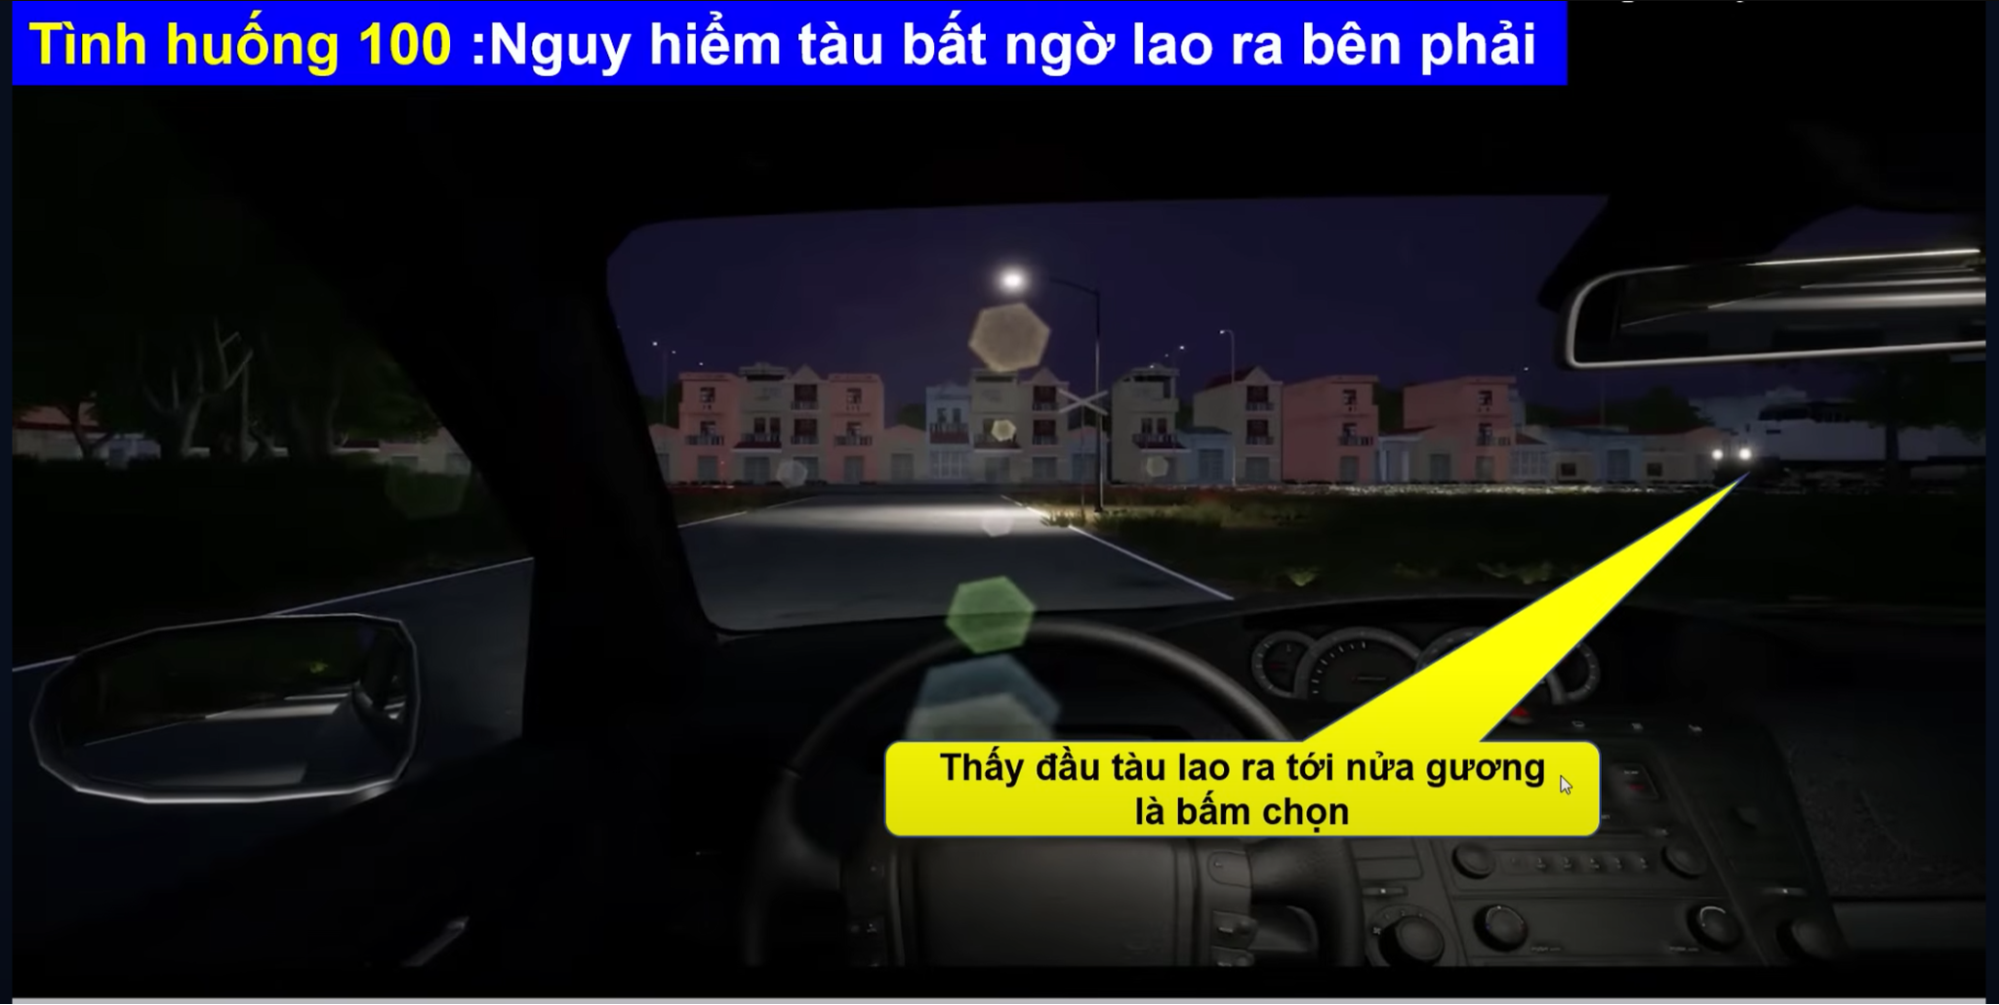 Tình huống 100 :Nguy hiểm tàu bất ngờ lao ra bên phải
Thấy đầu tàu lao ra tới nửa gương
là bấm chọn